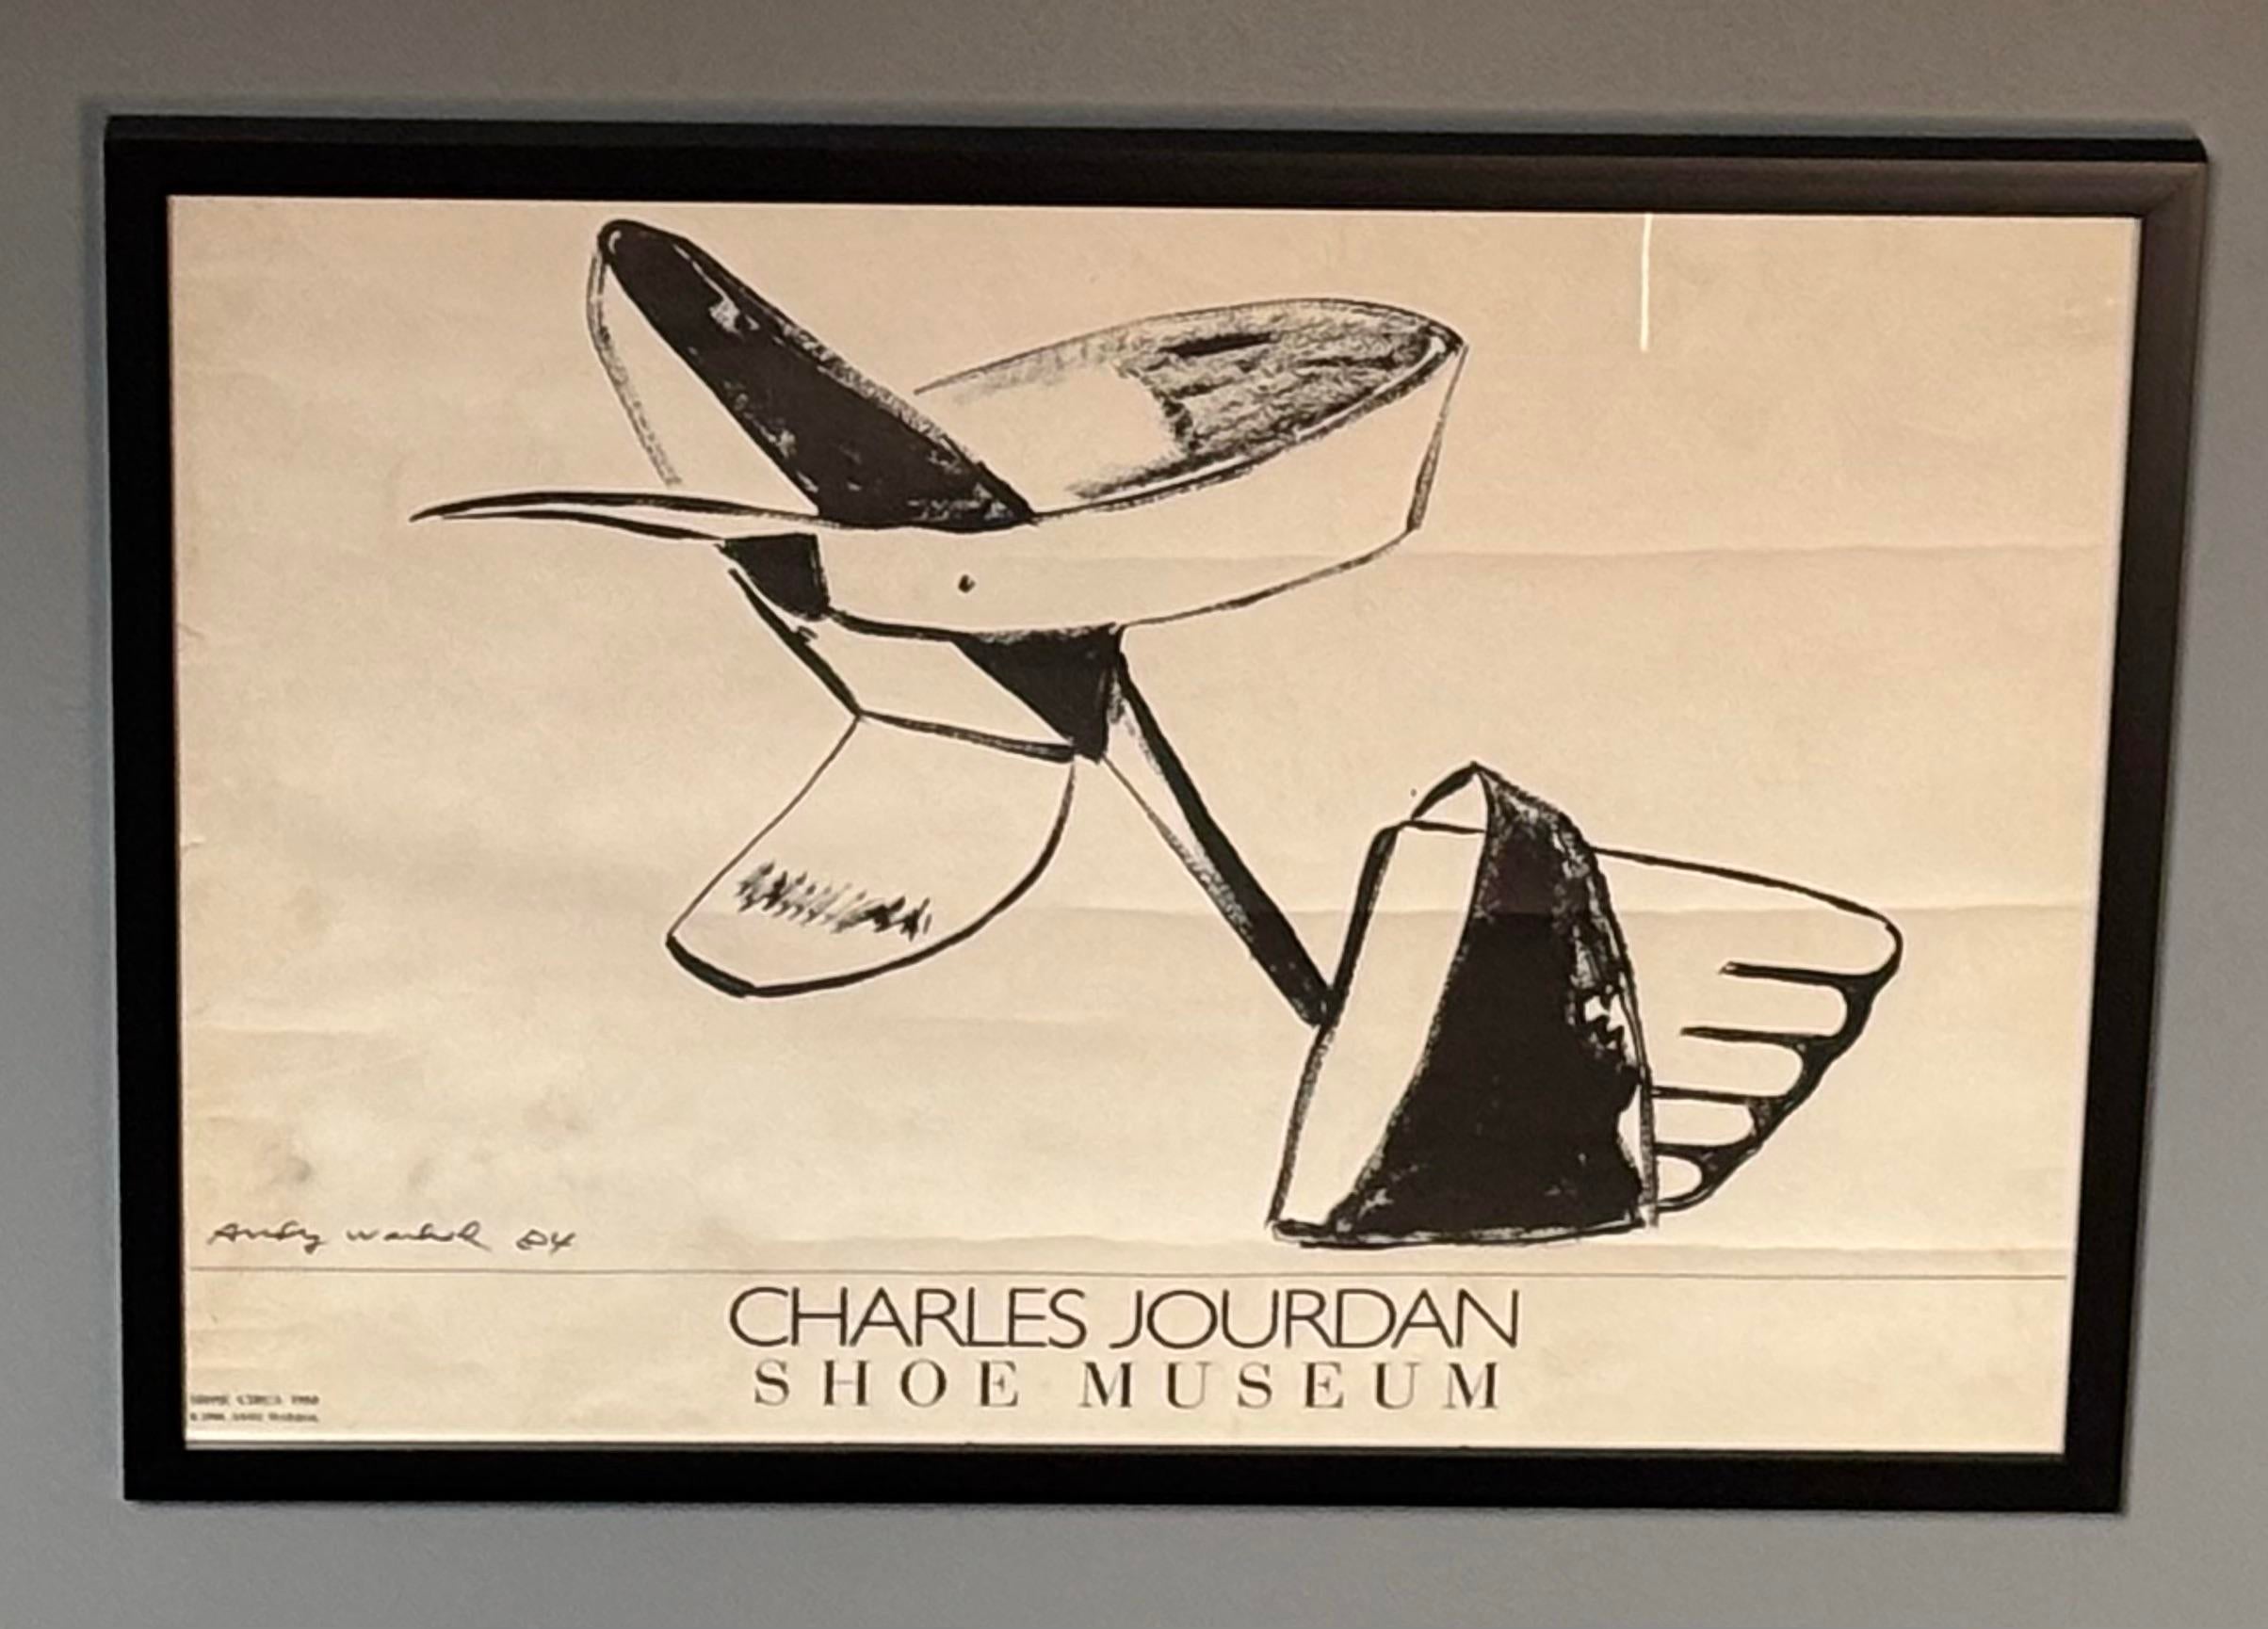 Andy Warhol 84
CHARLES JOURDAN
SHOE MUSEUM